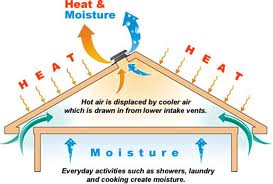 Heat &
Moisture
HEAT
HEAT
Hot air is displaced by cooler air
which is drawn in from lower intake vents.
Moisture
Everyday activities such as showers, laundry
and cooking create moisture.